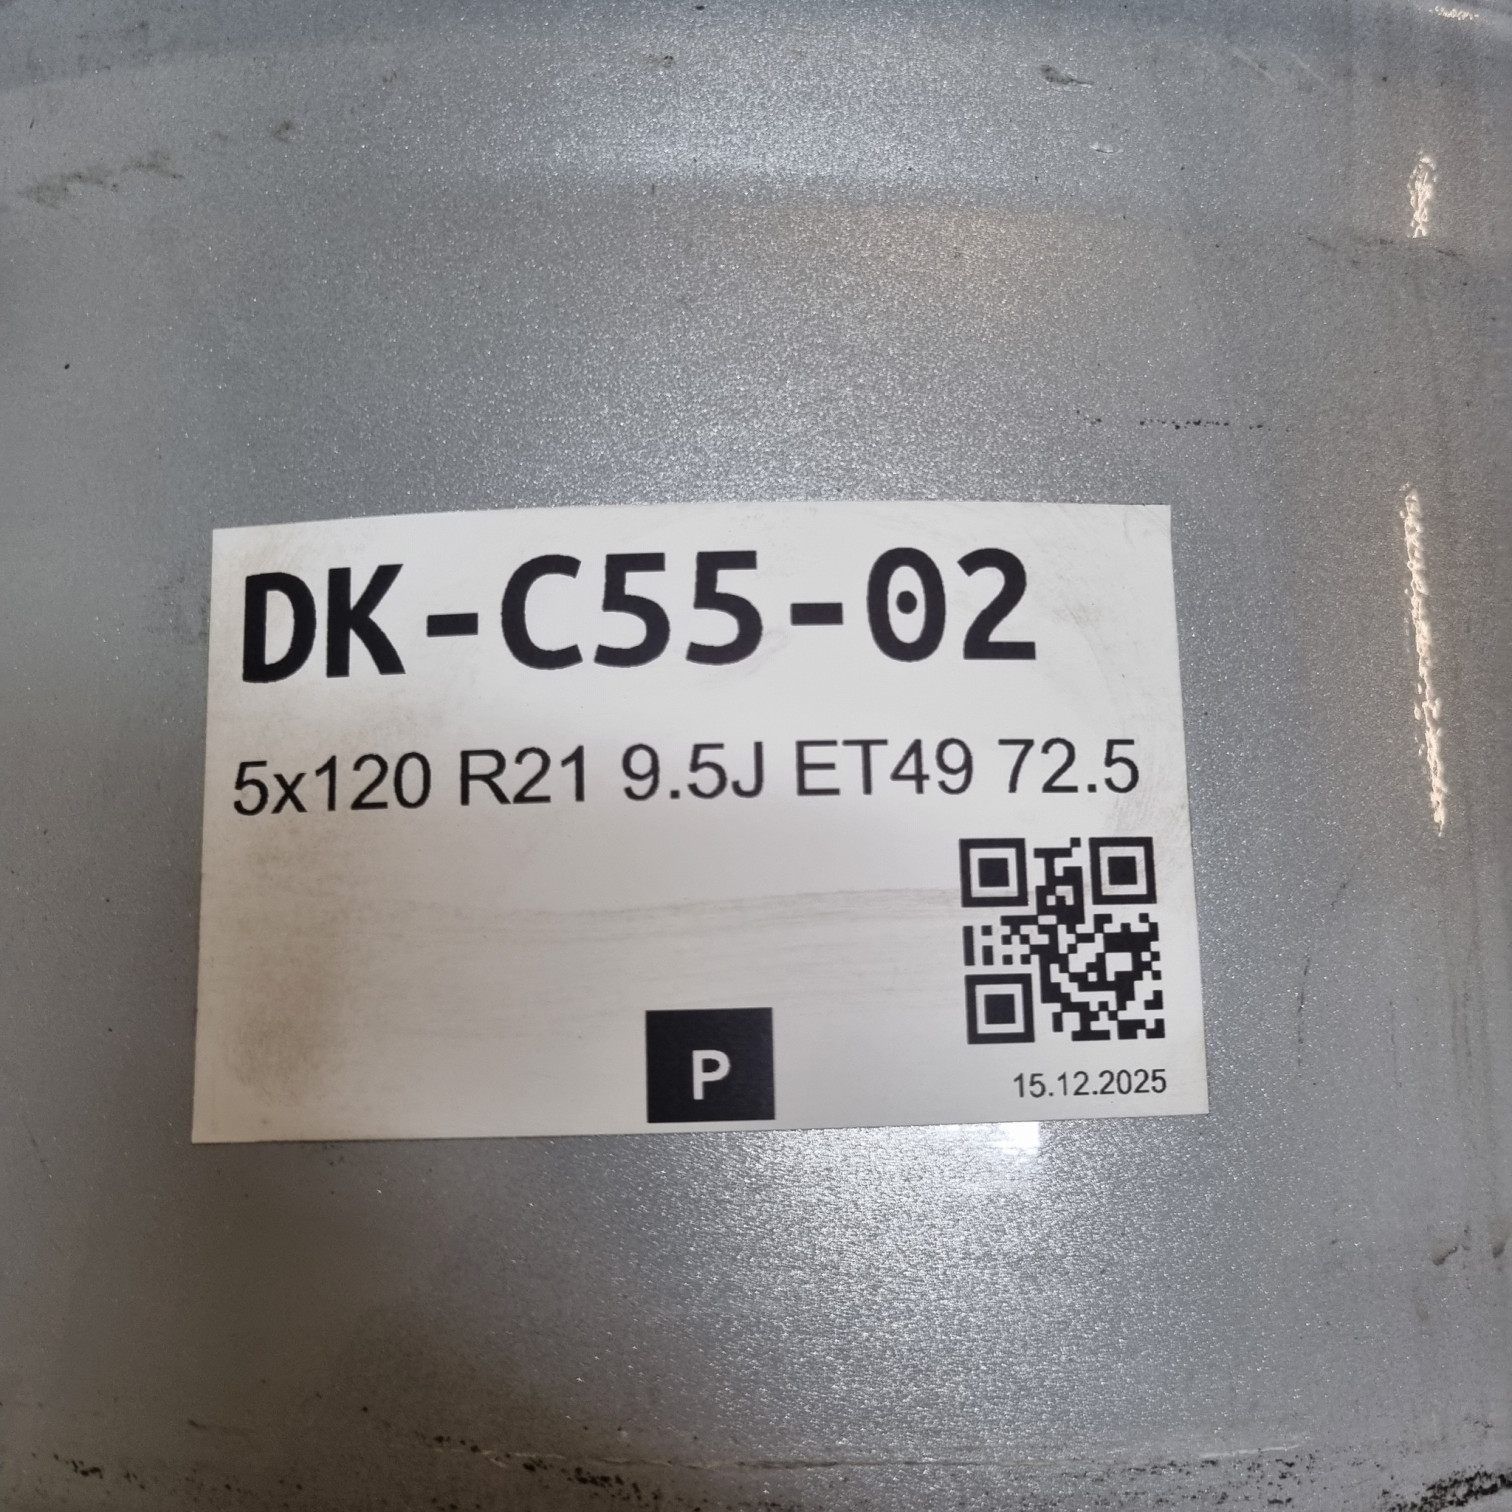 DK-C55-02
5x120 R21 9.5J ET49 72.5
P
15.12.2025